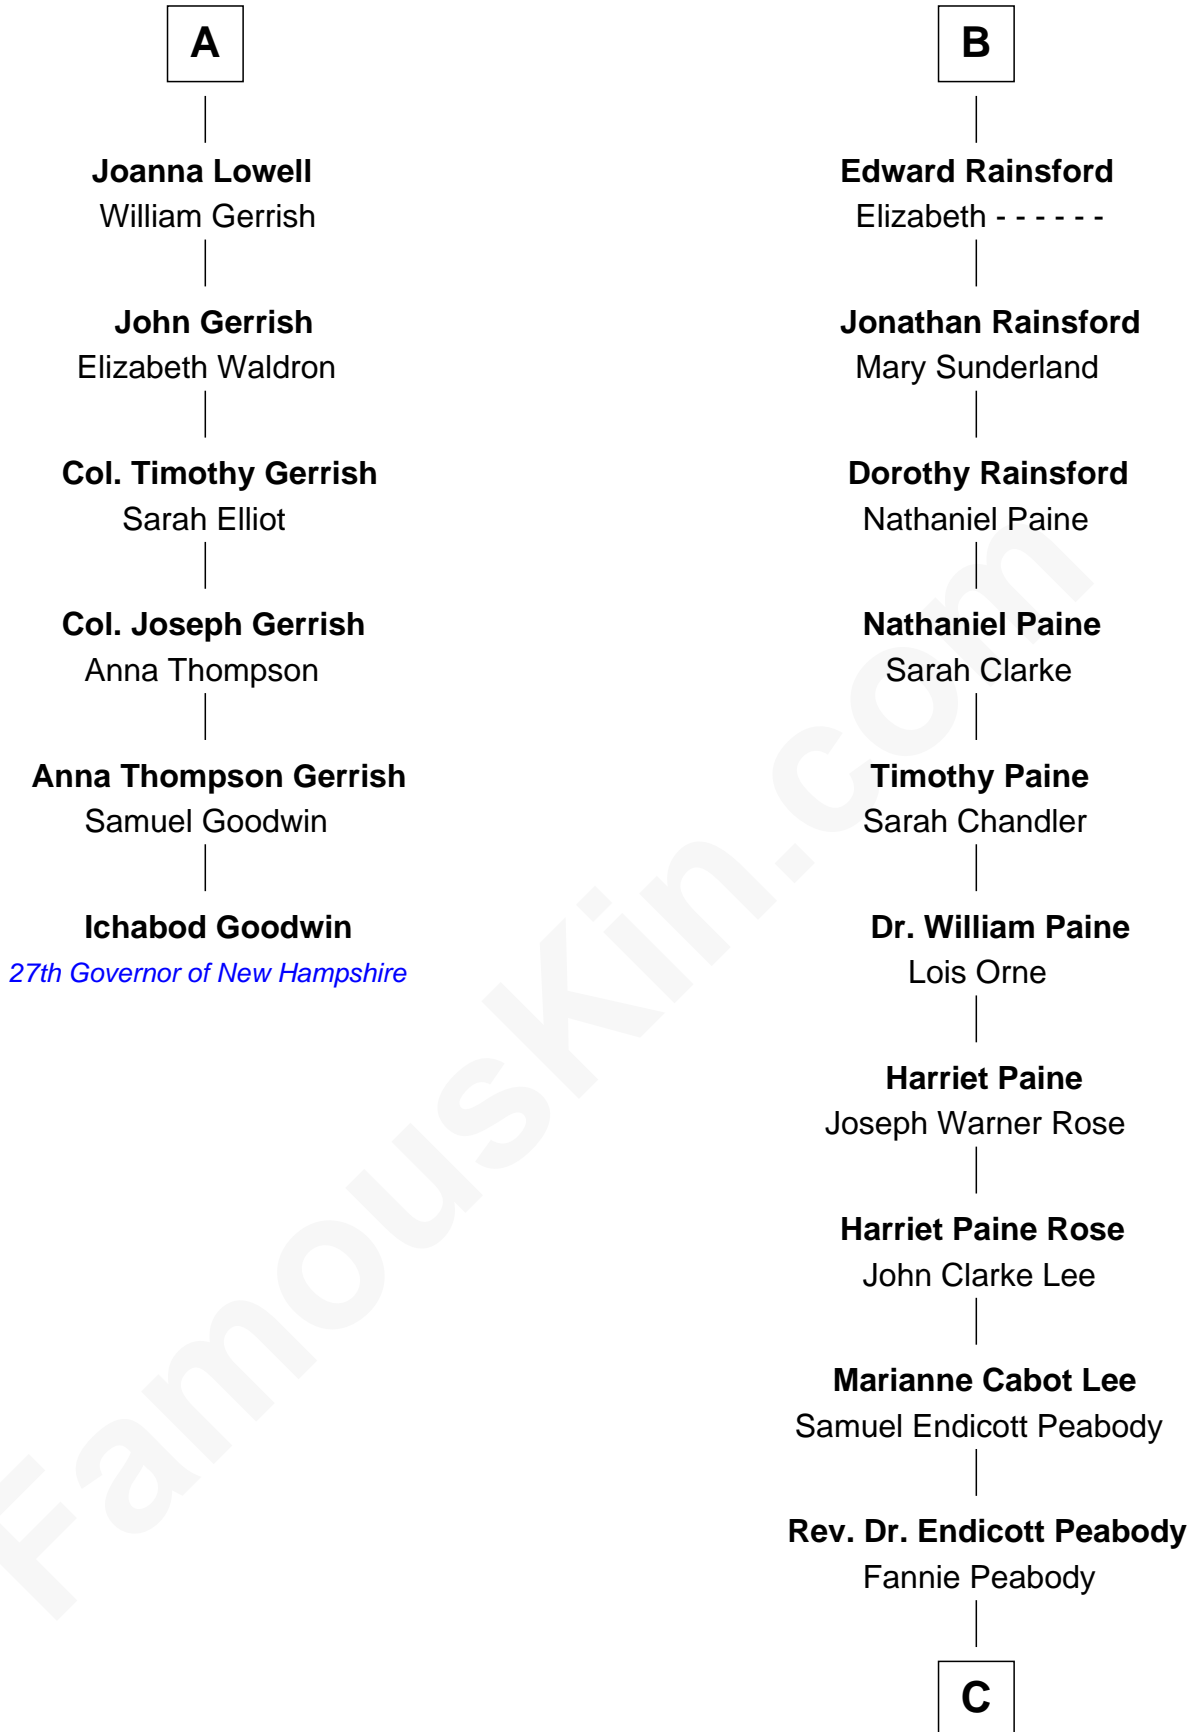 A
Joanna Lowell
William Gerrish
John Gerrish
Elizabeth Waldron
Col. Timothy Gerrish
Sarah Elliot
Col. Joseph Gerrish
Anna Thompson
Anna Thompson Gerrish
Samuel Goodwin
Ichabod Goodwin
27th Governor of New Hampshire
B
Edward Rainsford
Elizabeth - - - - - -
Jonathan Rainsford
Mary Sunderland
Dorothy Rainsford
Nathaniel Paine
Nathaniel Paine
Sarah Clarke
Timothy Paine
Sarah Chandler
Dr. William Paine
Lois Orne
Harriet Paine
Joseph Warner Rose
Harriet Paine Rose
John Clarke Lee
Marianne Cabot Lee
Samuel Endicott Peabody
Rev. Dr. Endicott Peabody
Fannie Peabody
C
FamousKin.com